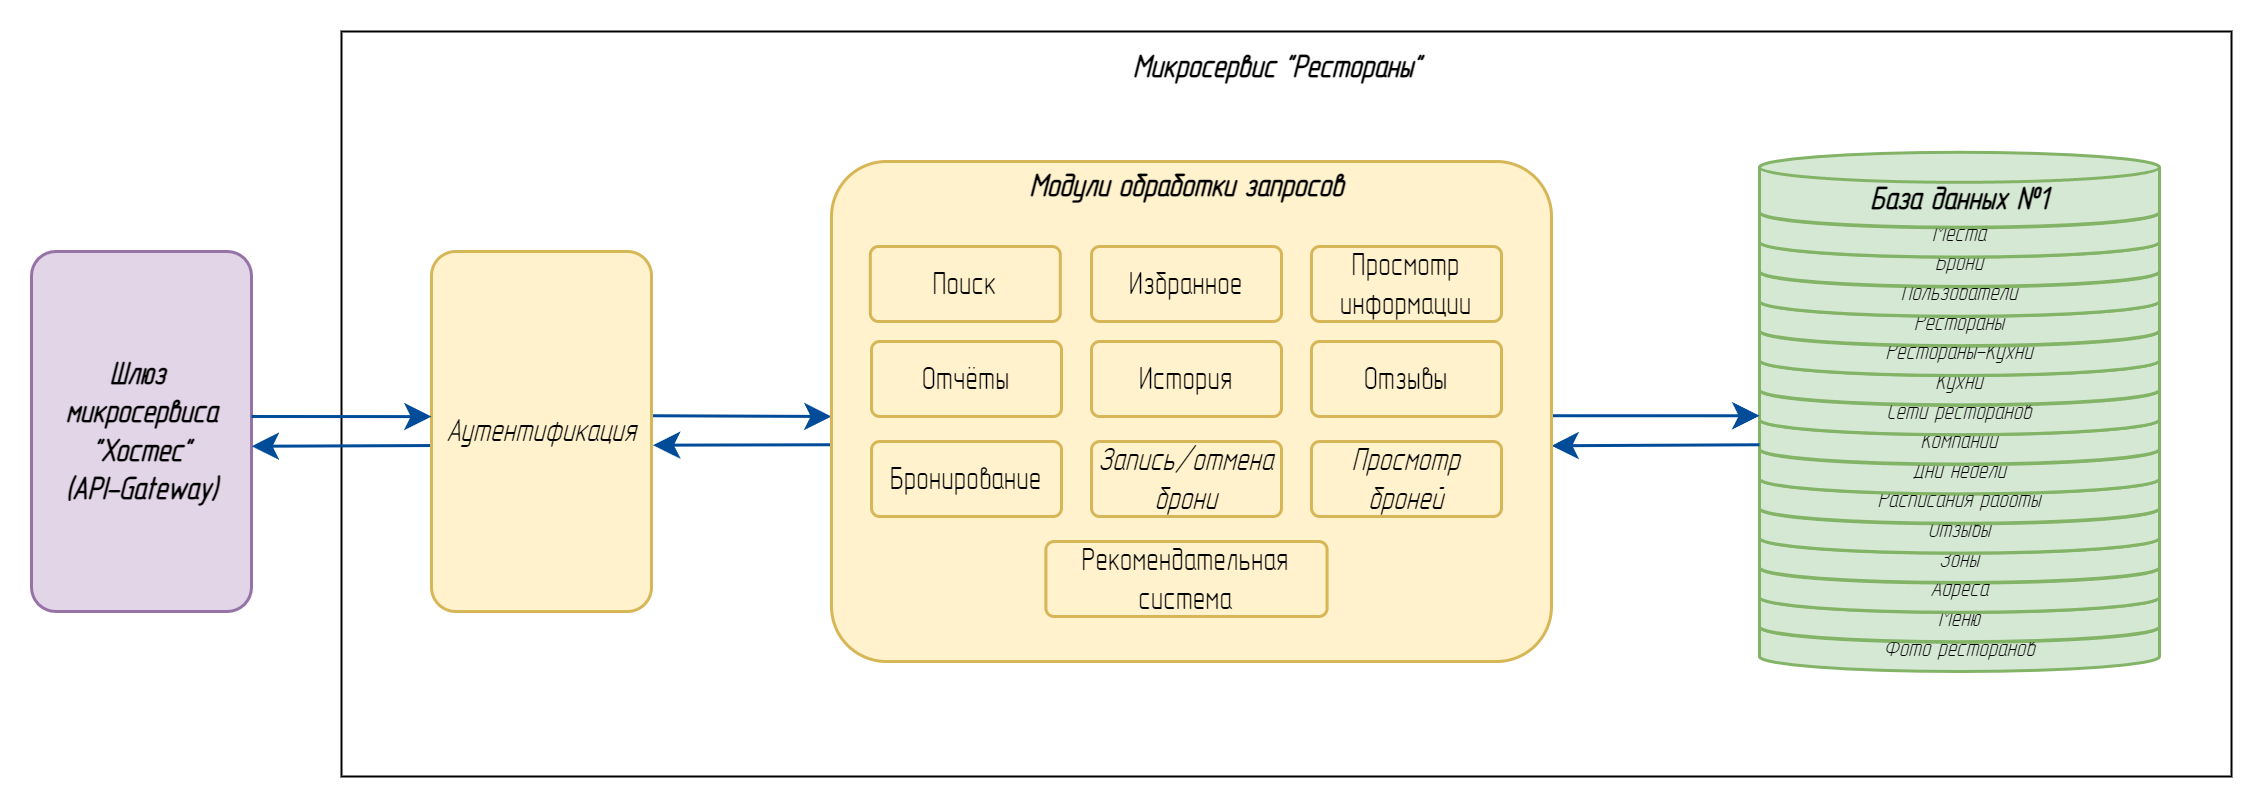 Микросервис "Рестораны"
Шлюз
микросервиса
"Хостес"
(API-Gateway)
Аутентификация
Модули обработки запросов
Поиск
Избранное
Просмотр
информации
Отчёты
История
Отзывы
Бронирование
Запись/отмена
брони
Просмотр
броней
Рекомендательная
система
База данных №1
Места
Брони
Пользователи
Рестораны
Рестораны-Кухни
Кухни
Сети ресторанов
Компании
Дни недели
Расписания работы
Отзывы
Зоны
Адреса
Меню
Фото ресторанов